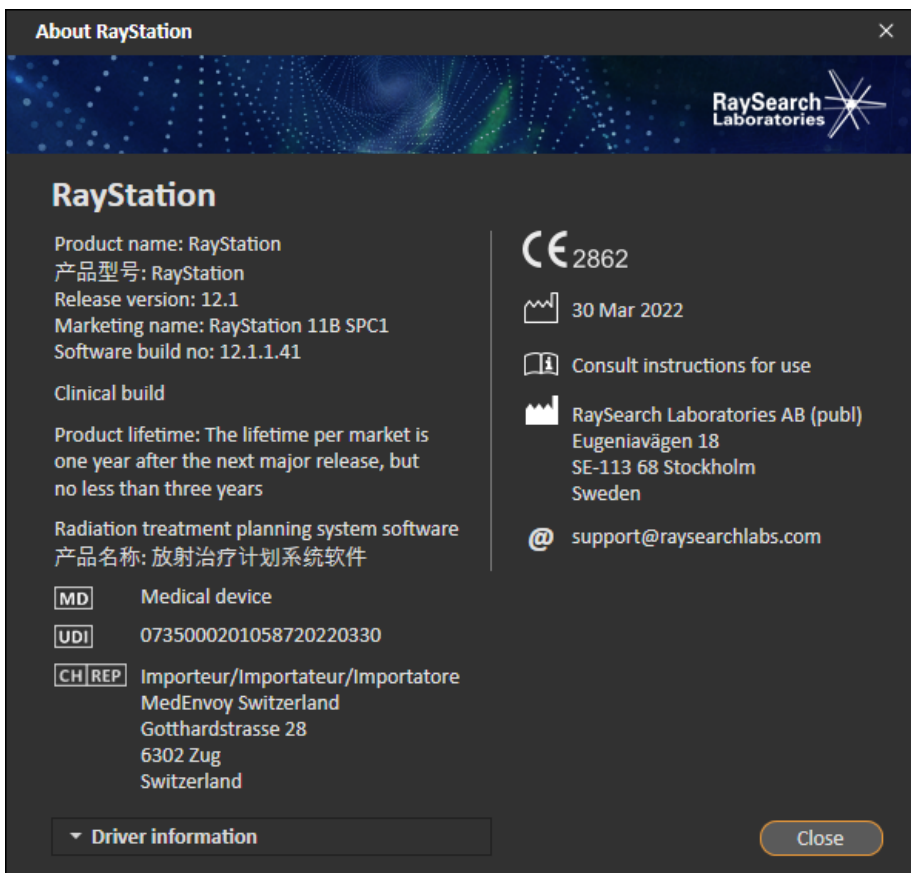 About RayStation
RaySearch
Laboratories
RayStation
Product name: RayStation
产品型号: RayStation
Release version: 12.1
Marketing name: RayStation 11B SPC1
Software build no: 12.1.1.41
Clinical build
Product lifetime: The lifetime per market is
one year after the next major release, but
no less than three years
Radiation treatment planning system software
产品名称: 放射治疗计划系统软件
MD Medical device
UDI 0735000201058720220330
CH REP Importeur/Importateur/Importatore
MedEnvoy Switzerland
Gotthardstrasse 28
6302 Zug
Switzerland
CE 2862
30 Mar 2022
Consult instructions for use
RaySearch Laboratories AB (publ)
Eugeniavägen 18
SE-113 68 Stockholm
Sweden
@ support@raysearchlabs.com
Driver information
Close